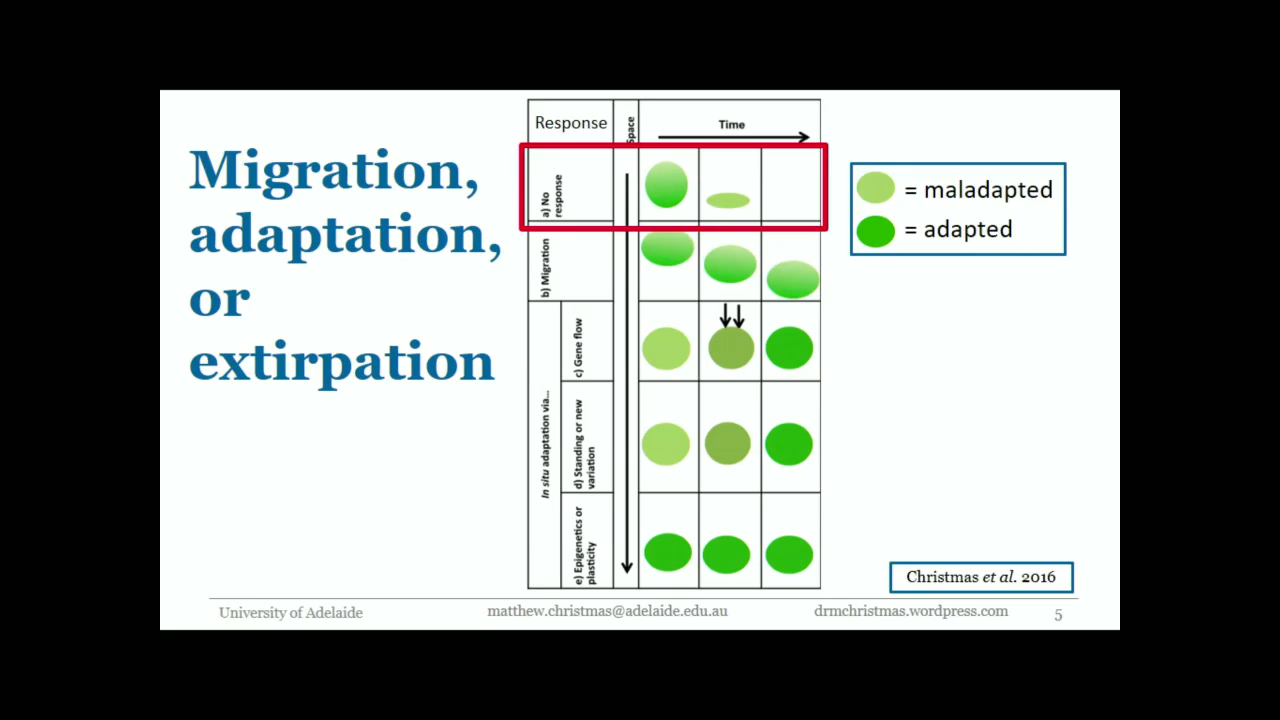 Migration,
adaptation,
or
extirpation
Response
Space
Time
a) No
response
b) Migration
In situ adaptation via...
c) Gene flow
d) Standing or new
variation
e) Epigenetics or
plasticity
= maladapted
= adapted
Christmas et al. 2016
University of Adelaide
matthew.christmas@adelaide.edu.au
drmchristmas.wordpress.com
5